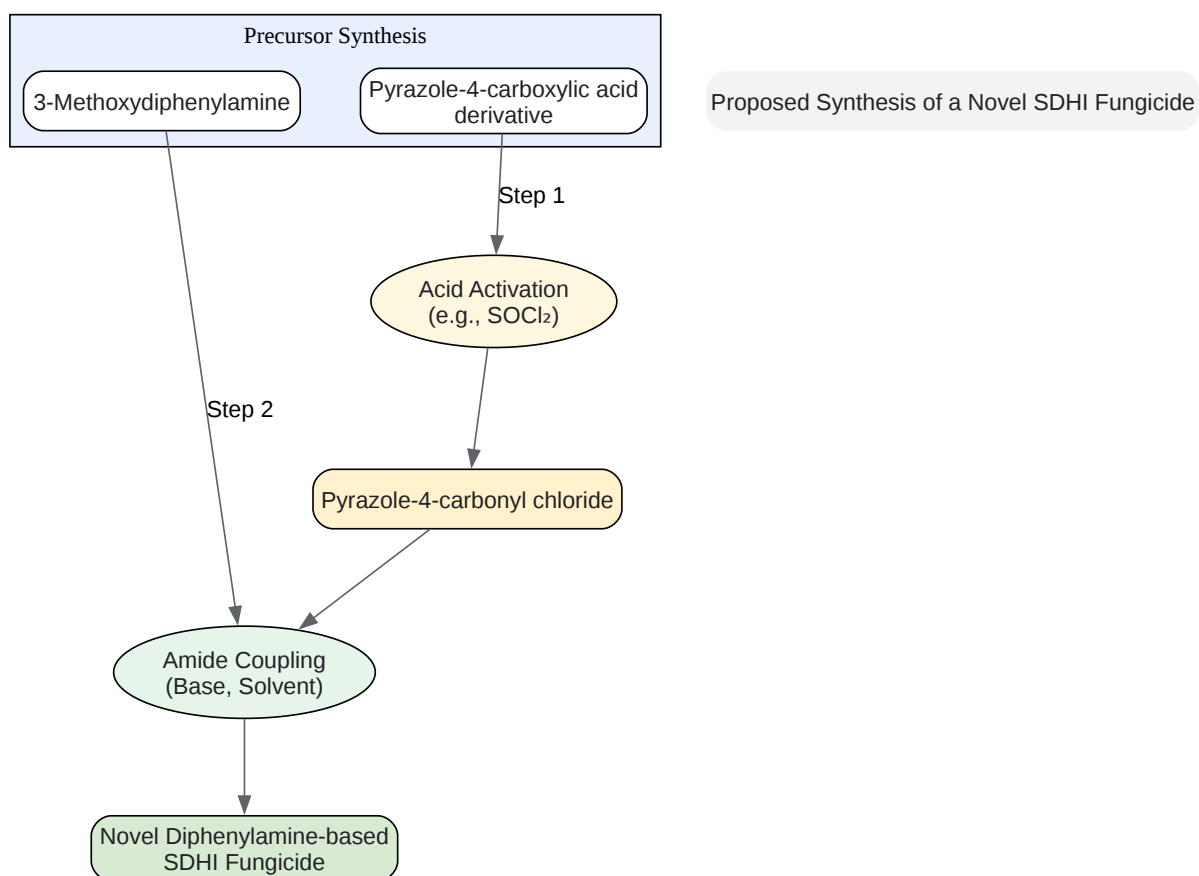 Precursor Synthesis
3-Methoxydiphenylamine
Pyrazole-4-carboxylic acid
derivative
Proposed Synthesis of a Novel SDHI Fungicide
Step 1
Acid Activation
(e.g., SOCl₂)
Step 2
Pyrazole-4-carbonyl chloride
Amide Coupling
(Base, Solvent)
Novel Diphenylamine-based
SDHI Fungicide